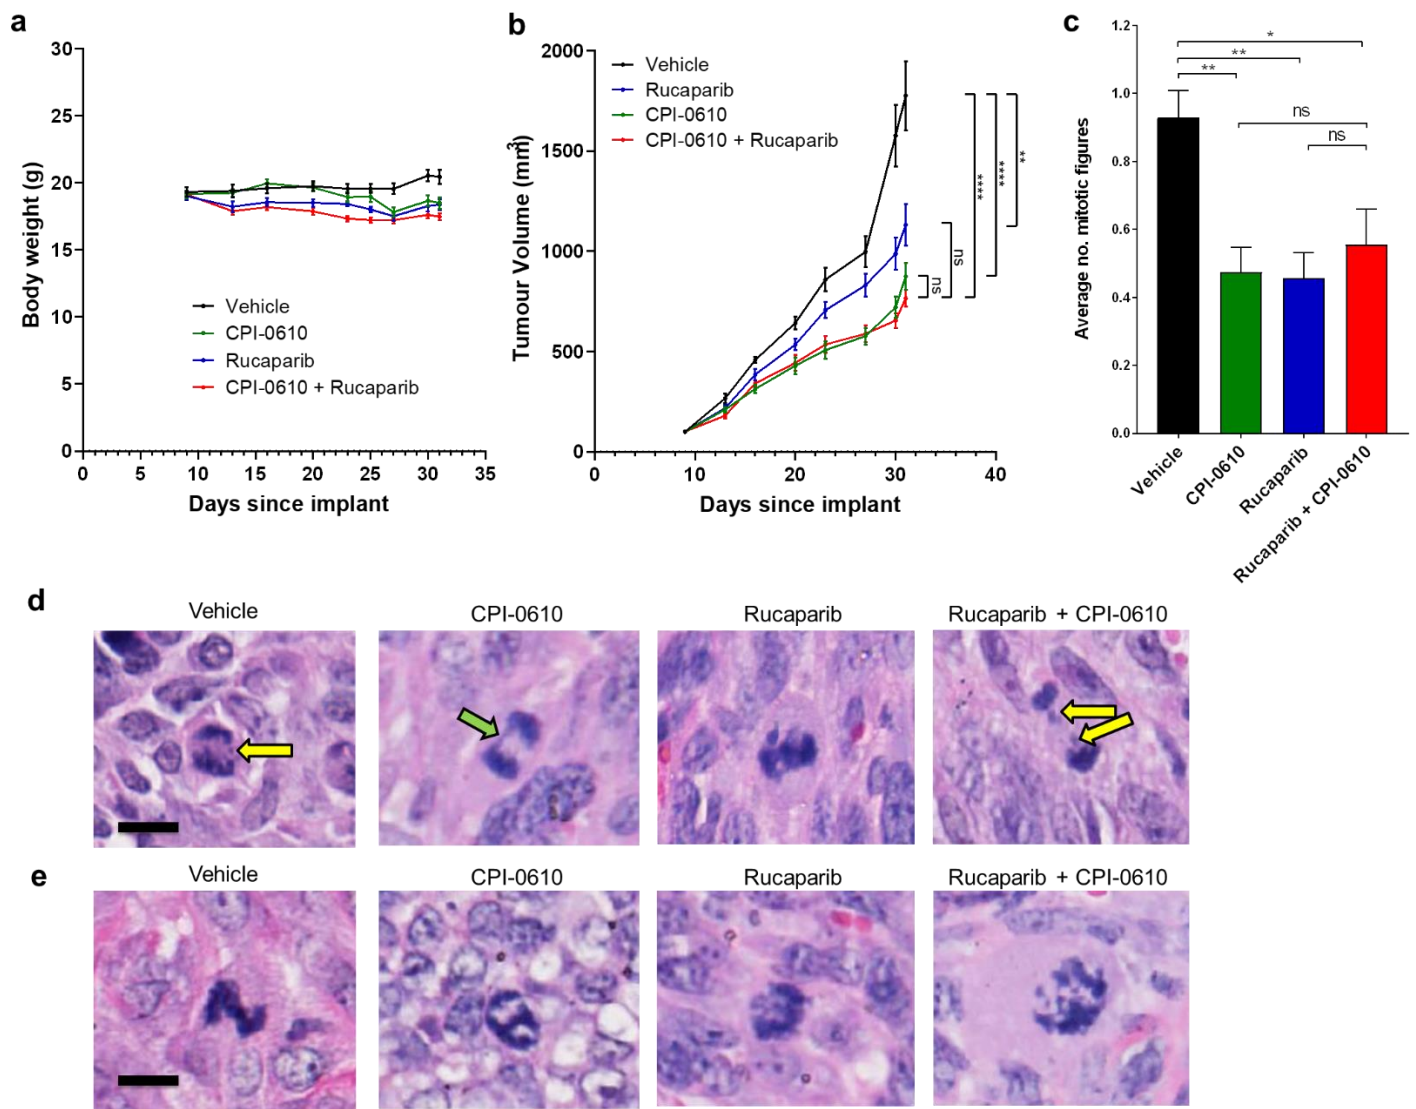 a
30
25
20
15
10
5
0
Body weight (g)
Vehicle
CPI-0610
Rucaparib
CPI-0610 + Rucaparib
0 5 10 15 20 25 30 35
Days since implant
b
2000
1500
1000
500
0
Tumour Volume (mm3)
Vehicle
Rucaparib
CPI-0610
CPI-0610 + Rucaparib
ns
ns
****
****
**
0 10 20 30 40
Days since implant
c
1.2
1.0
0.8
0.6
0.4
0.2
0.0
Average no. mitotic figures
*
**
**
ns
ns
Vehicle
CPI-0610
Rucaparib
Rucaparib + CPI-0610
d
Vehicle CPI-0610 Rucaparib Rucaparib + CPI-0610
e
Vehicle CPI-0610 Rucaparib Rucaparib + CPI-0610